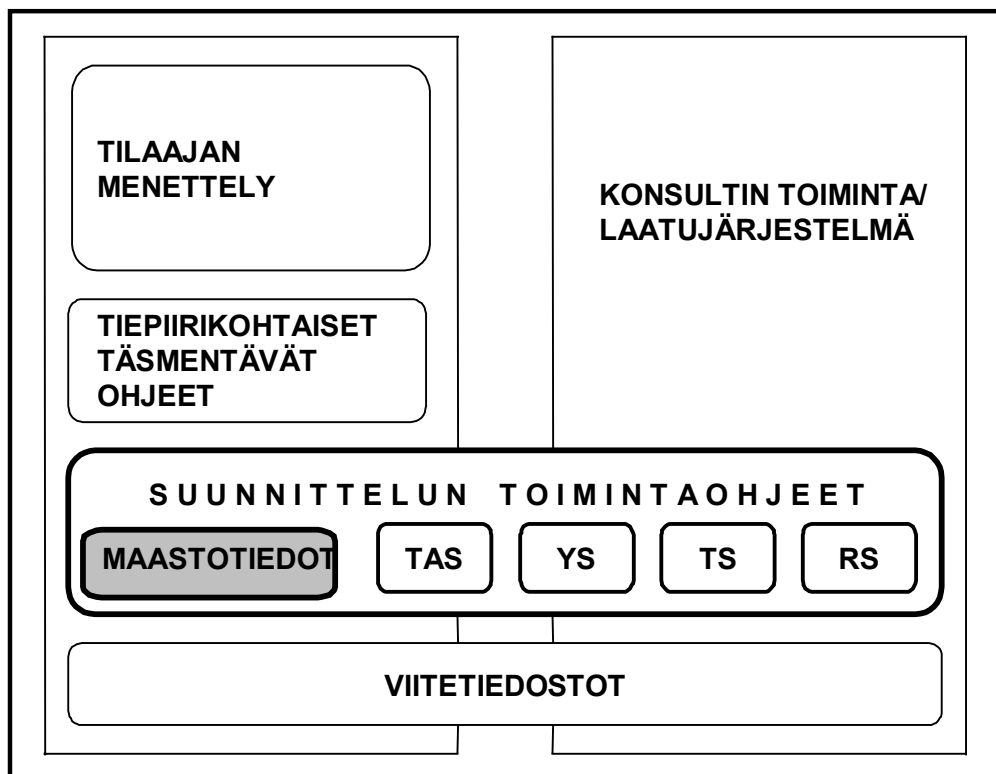 TILAAJAN
MENETTELY
KONSULTIN TOIMINTA/
LAATUJÄRJESTELMÄ
TIEPIIRIKOHTAISET
TÄSMENTÄVÄT
OHJEET
SUUNNITTELUN TOIMINTAOHJEET
MAASTOTIEDOT TAS YS TS RS
VIITETIEDOSTOT